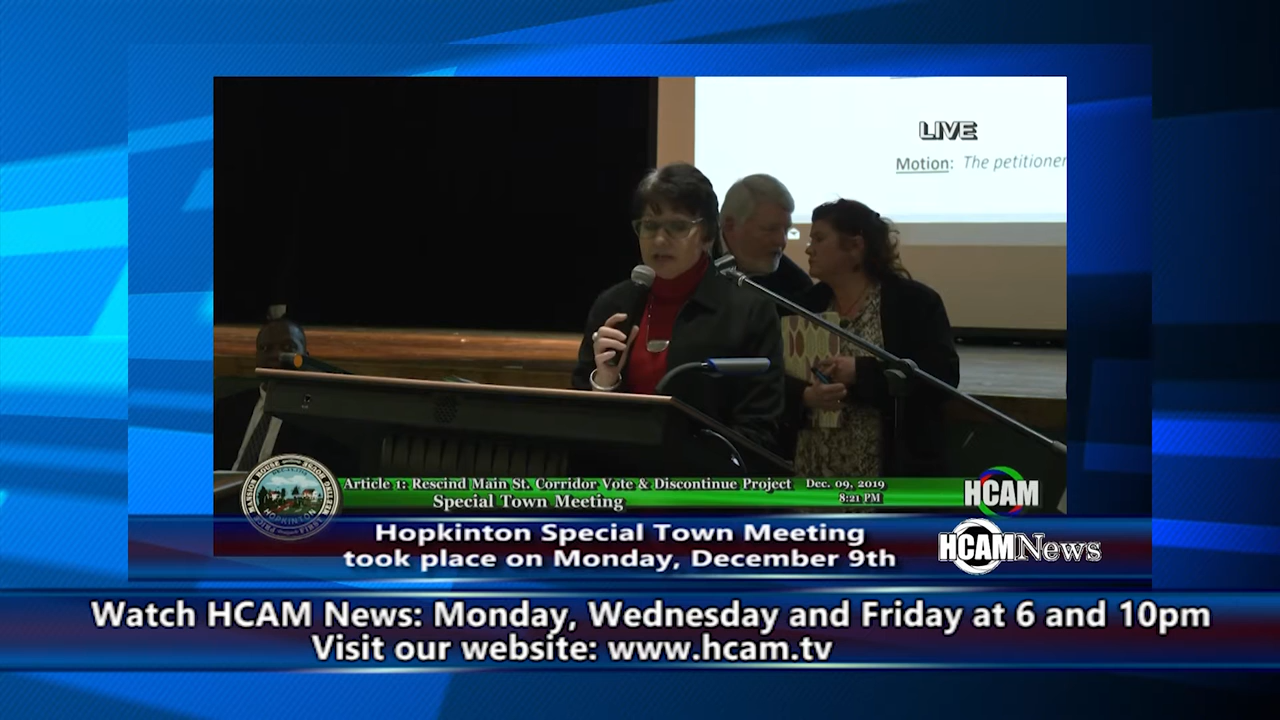 LIVE
Motion: The petitioner
Article 1: Rescind Main St. Corridor Vote & Discontinue Project
Dec. 09, 2019
Special Town Meeting
8:21 PM
HCAM
HOPKINTON
Hopkinton Special Town Meeting
took place on Monday, December 9th
HCAM News
Watch HCAM News: Monday, Wednesday and Friday at 6 and 10pm
Visit our website: www.hcam.tv